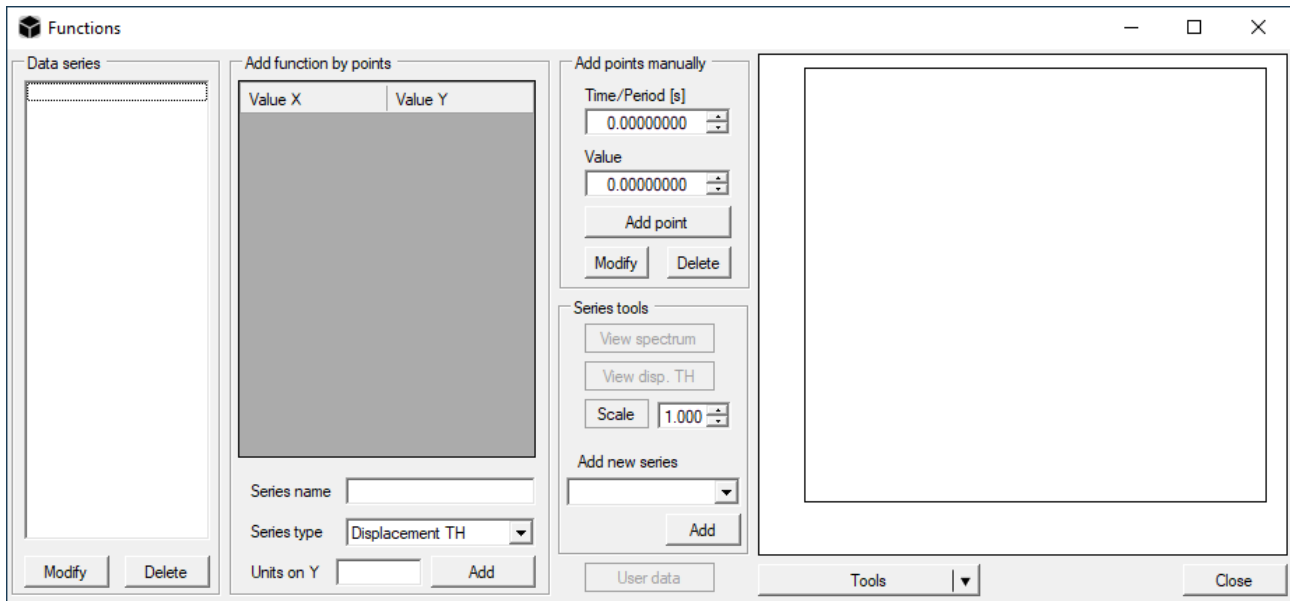 Functions
Data series
Modify
Delete
Add function by points
Value X
Value Y
Series name
Series type
Displacement TH
Units on Y
Add
Add points manually
Time/Period [s]
0.00000000
Value
0.00000000
Add point
Modify
Delete
Series tools
View spectrum
View disp. TH
Scale
1.000
Add new series
Add
User data
Tools
Close